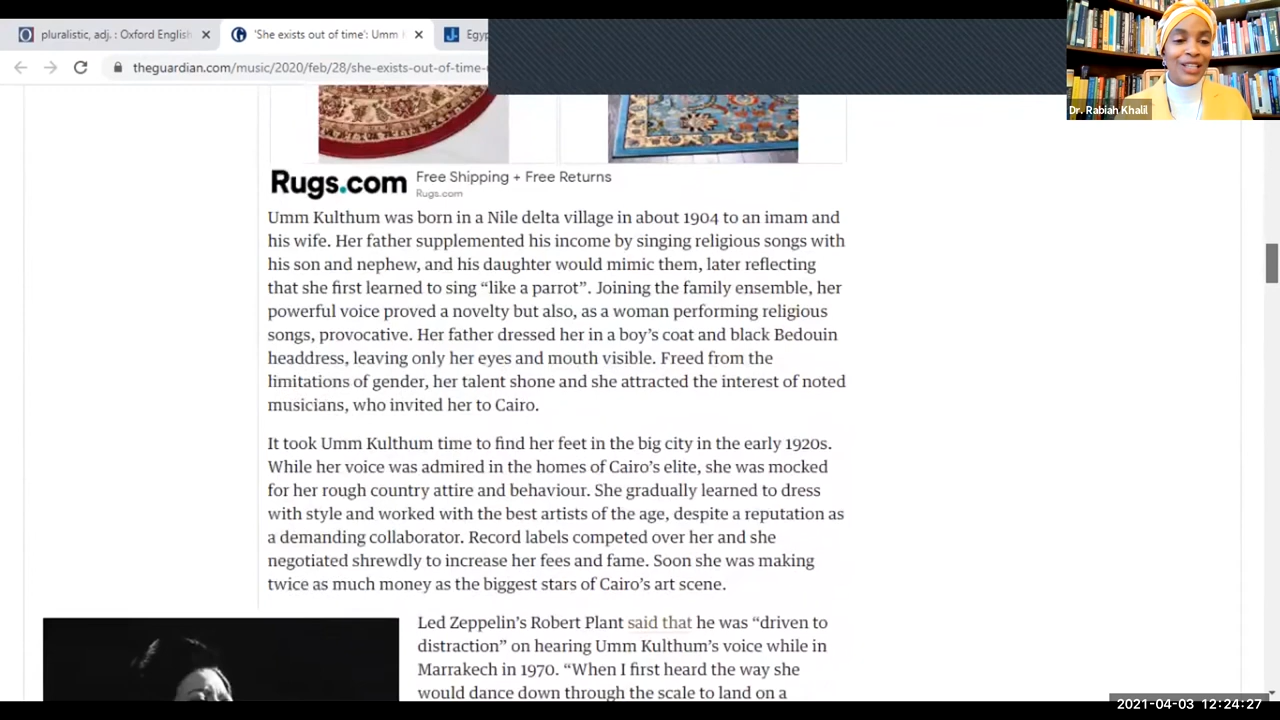 pluralistic, adj. : Oxford English
'She exists out of time': Umm
Egyp
theguardian.com/music/2020/feb/28/she-exists-out-of-time-
Dr. Rabiah Khalil
Rugs.com
Free Shipping + Free Returns
Rugs.com
Umm Kulthum was born in a Nile delta village in about 1904 to an imam and
his wife. Her father supplemented his income by singing religious songs with
his son and nephew, and his daughter would mimic them, later reflecting
that she first learned to sing “like a parrot”. Joining the family ensemble, her
powerful voice proved a novelty but also, as a woman performing religious
songs, provocative. Her father dressed her in a boy’s coat and black Bedouin
headdress, leaving only her eyes and mouth visible. Freed from the
limitations of gender, her talent shone and she attracted the interest of noted
musicians, who invited her to Cairo.
It took Umm Kulthum time to find her feet in the big city in the early 1920s.
While her voice was admired in the homes of Cairo’s elite, she was mocked
for her rough country attire and behaviour. She gradually learned to dress
with style and worked with the best artists of the age, despite a reputation as
a demanding collaborator. Record labels competed over her and she
negotiated shrewdly to increase her fees and fame. Soon she was making
twice as much money as the biggest stars of Cairo’s art scene.
Led Zeppelin’s Robert Plant said that he was “driven to
distraction” on hearing Umm Kulthum’s voice while in
Marrakech in 1970. “When I first heard the way she
would dance down through the scale to land on a
2021-04-03 12:24:27